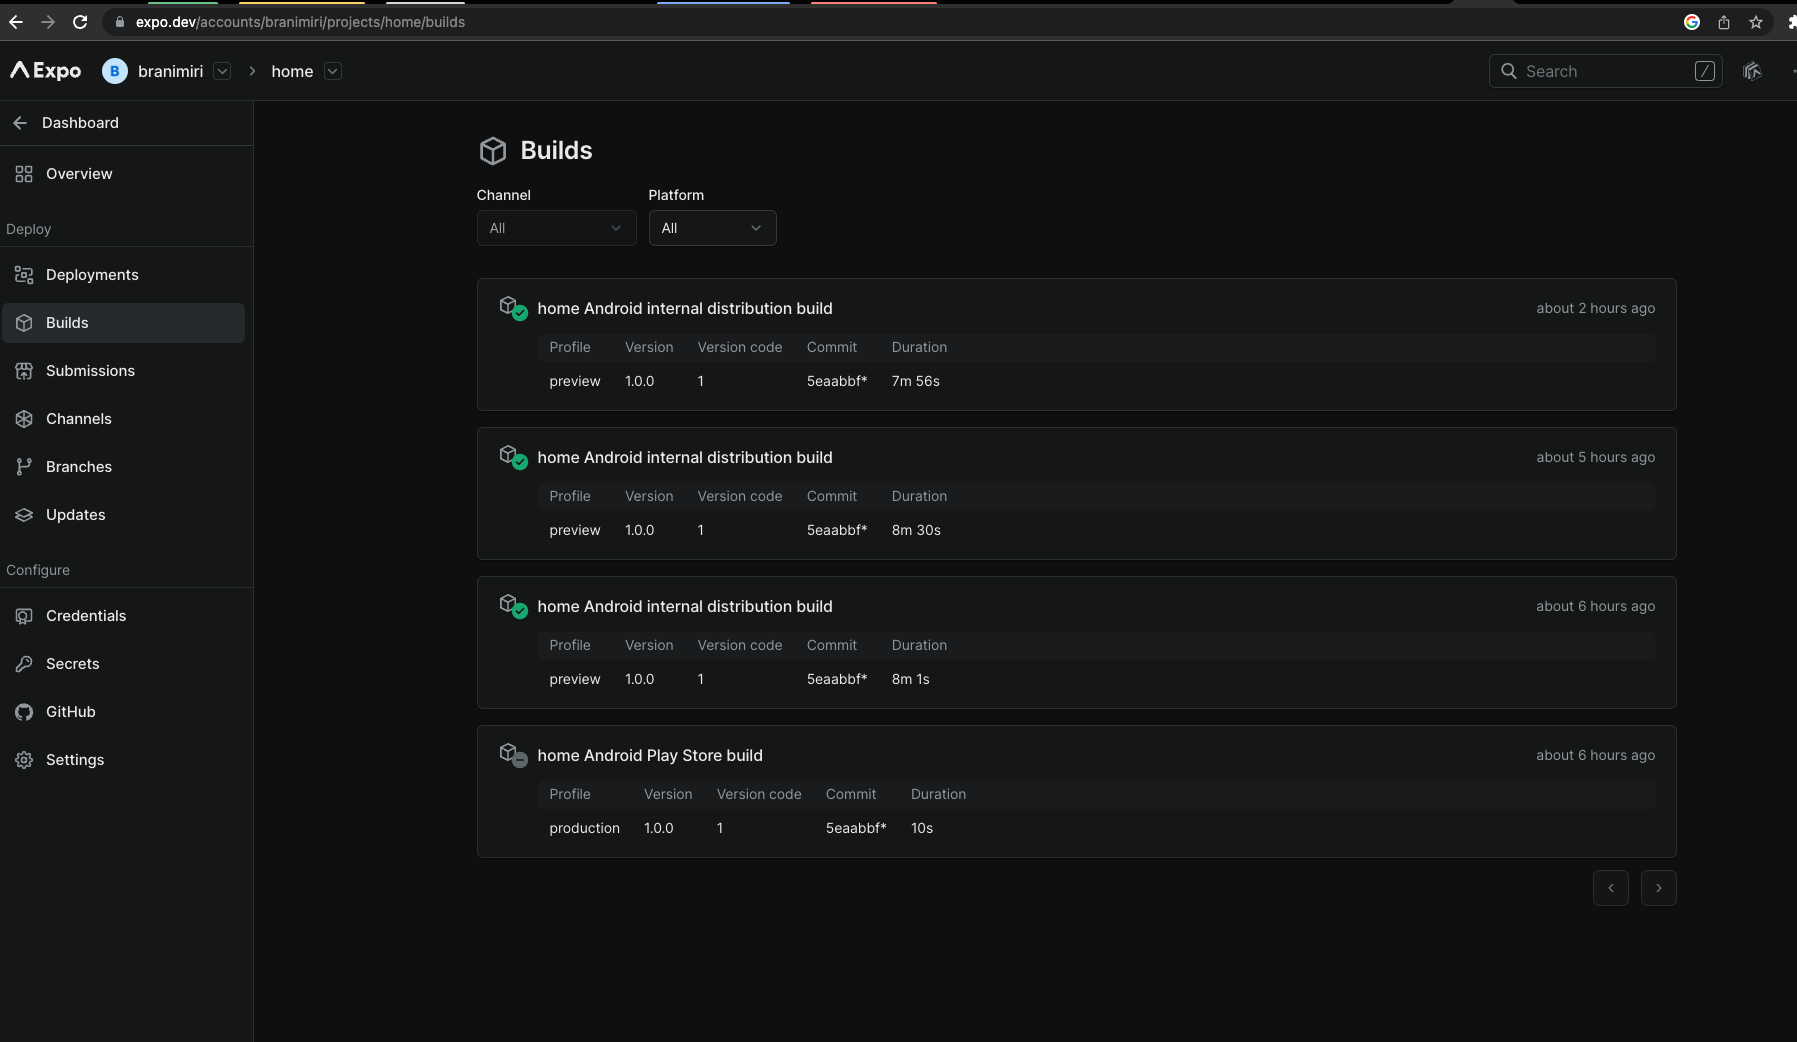 expo.dev/accounts/branimiri/projects/home/builds
Expo B branimiri home Search /
Dashboard
Overview
Deploy
Deployments
Builds
Submissions
Channels
Branches
Updates
Configure
Credentials
Secrets
GitHub
Settings
Builds
Channel Platform
All All
home Android internal distribution build about 2 hours ago
Profile Version Version code Commit Duration
preview 1.0.0 1 5eaabbf* 7m 56s
home Android internal distribution build about 5 hours ago
Profile Version Version code Commit Duration
preview 1.0.0 1 5eaabbf* 8m 30s
home Android internal distribution build about 6 hours ago
Profile Version Version code Commit Duration
preview 1.0.0 1 5eaabbf* 8m 1s
home Android Play Store build about 6 hours ago
Profile Version Version code Commit Duration
production 1.0.0 1 5eaabbf* 10s